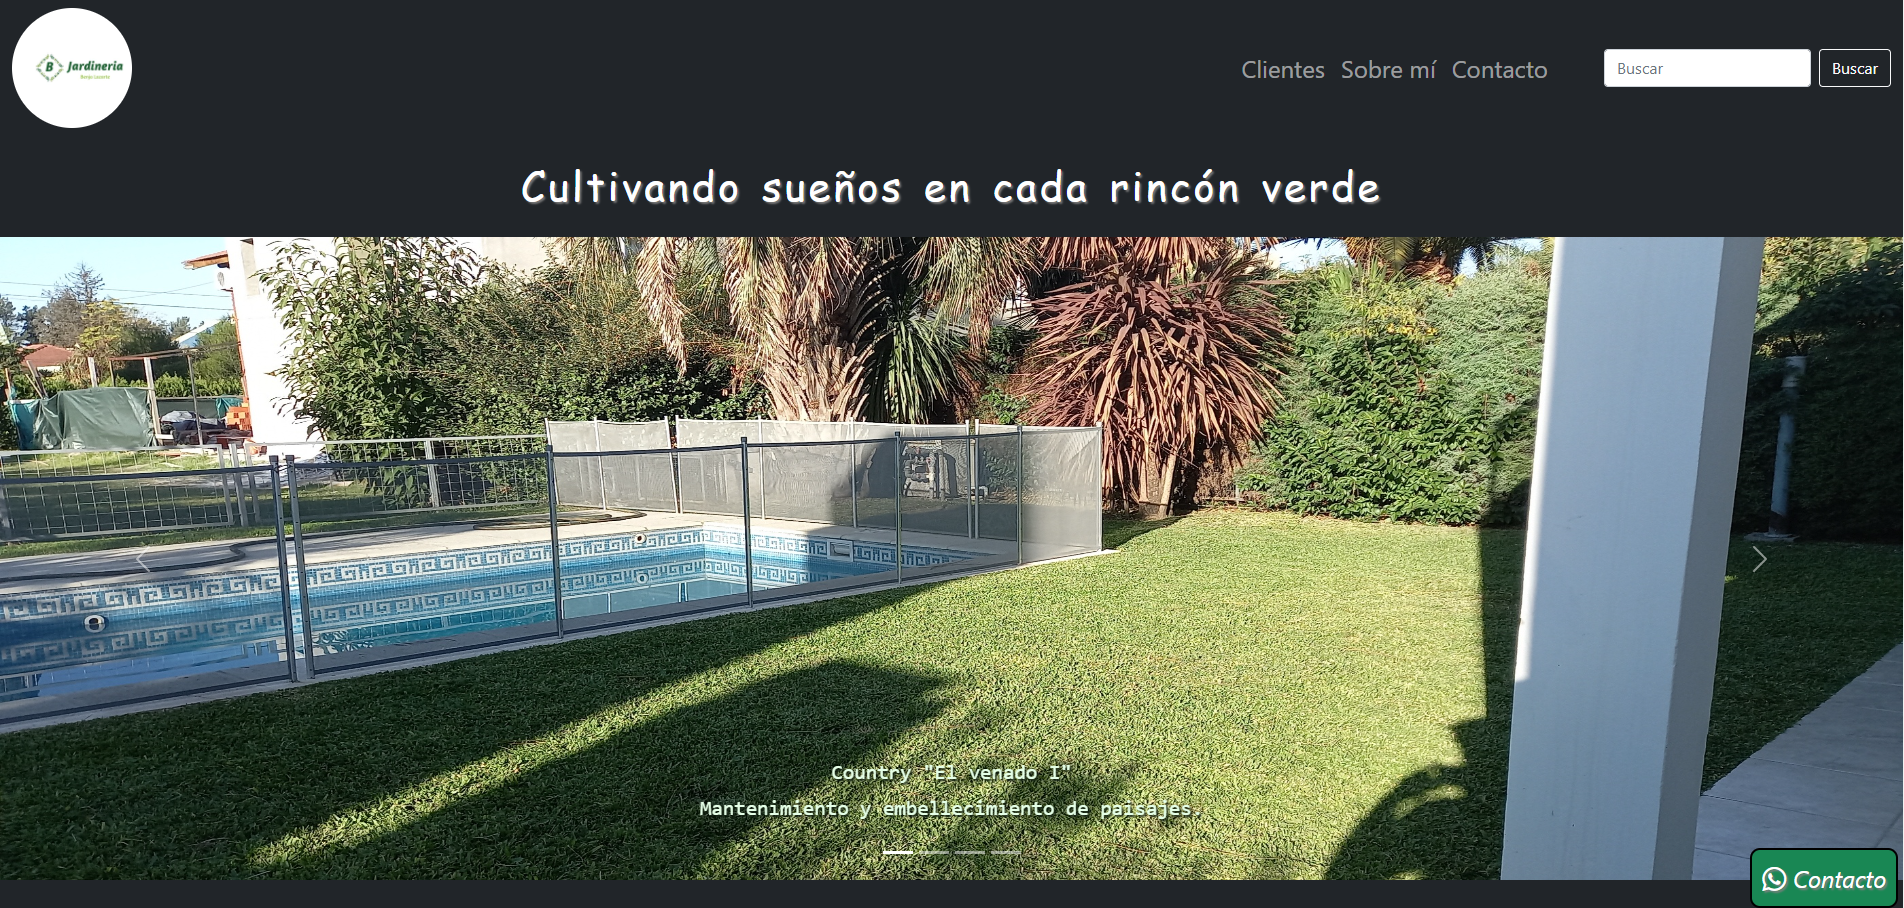 B Jardineria
Clientes Sobre mí Contacto Buscar Buscar
Cultivando sueños en cada rincón verde
Country "El venado I"
Mantenimiento y embellecimiento de paisajes.
Contacto